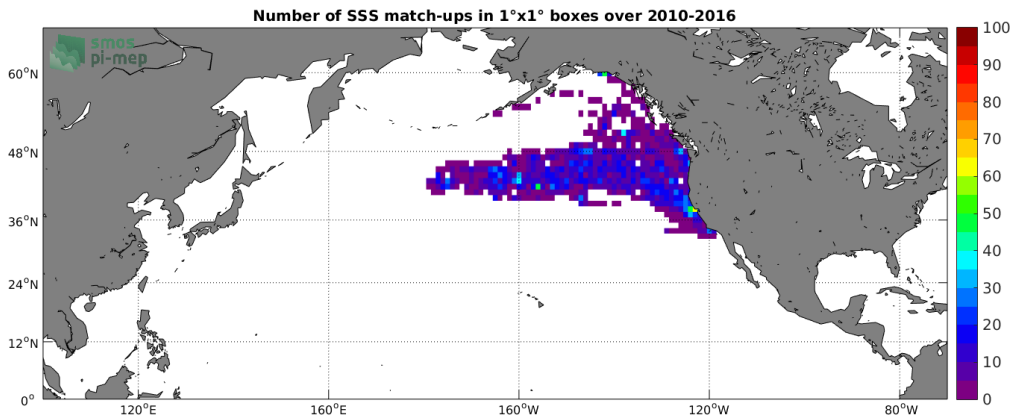 Number of SSS match-ups in 1°x1° boxes over 2010-2016
smos
pi-mep
60°N
48°N
36°N
24°N
12°N
0°
120°E
160°E
160°W
120°W
80°W
100
90
80
70
60
50
40
30
20
10
0